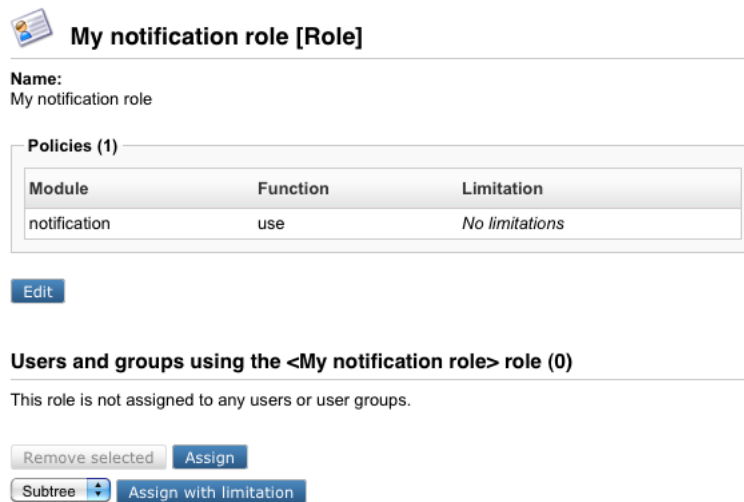 My notification role [Role]
Name:
My notification role
Policies (1)
Module Function Limitation
notification use No limitations
Edit
Users and groups using the <My notification role> role (0)
This role is not assigned to any users or user groups.
Remove selected Assign
Subtree Assign with limitation